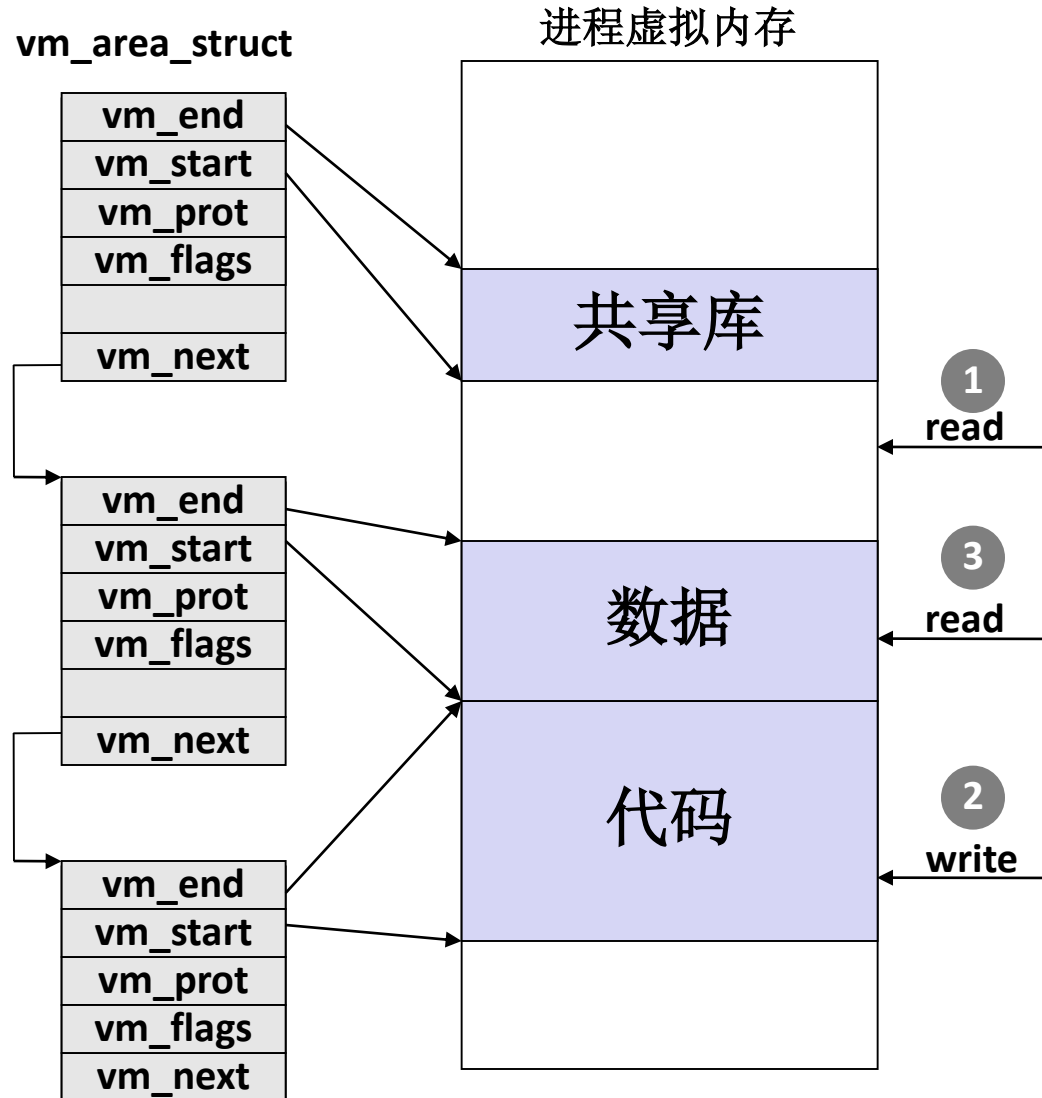 vm_area_struct
vm_end
vm_start
vm_prot
vm_flags
vm_next
vm_end
vm_start
vm_prot
vm_flags
vm_next
vm_end
vm_start
vm_prot
vm_flags
vm_next
进程虚拟内存
共享库
数据
代码
1
read
3
read
2
write